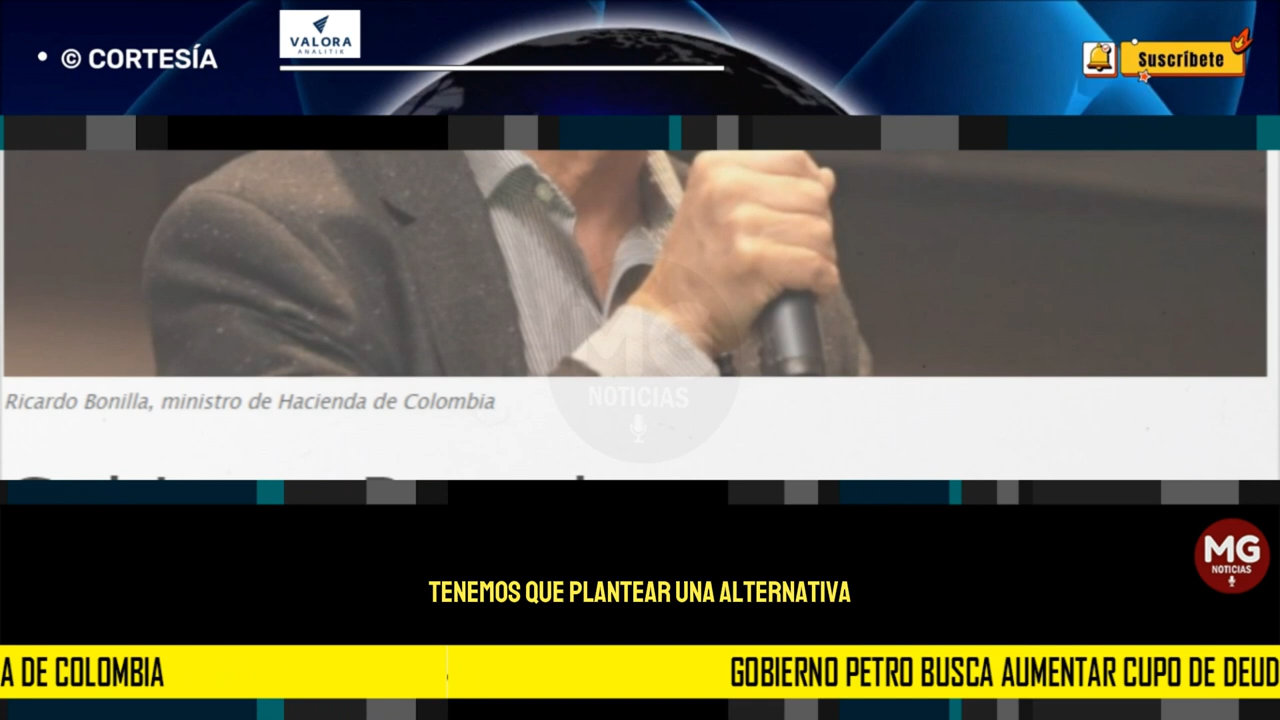 • © CORTESÍA
VALORA
ANALITIK
Suscríbete
MG
NOTICIAS
Ricardo Bonilla, ministro de Hacienda de Colombia
MG
NOTICIAS
TENEMOS QUE PLANTEAR UNA ALTERNATIVA
A DE COLOMBIA
GOBIERNO PETRO BUSCA AUMENTAR CUPO DE DEUD